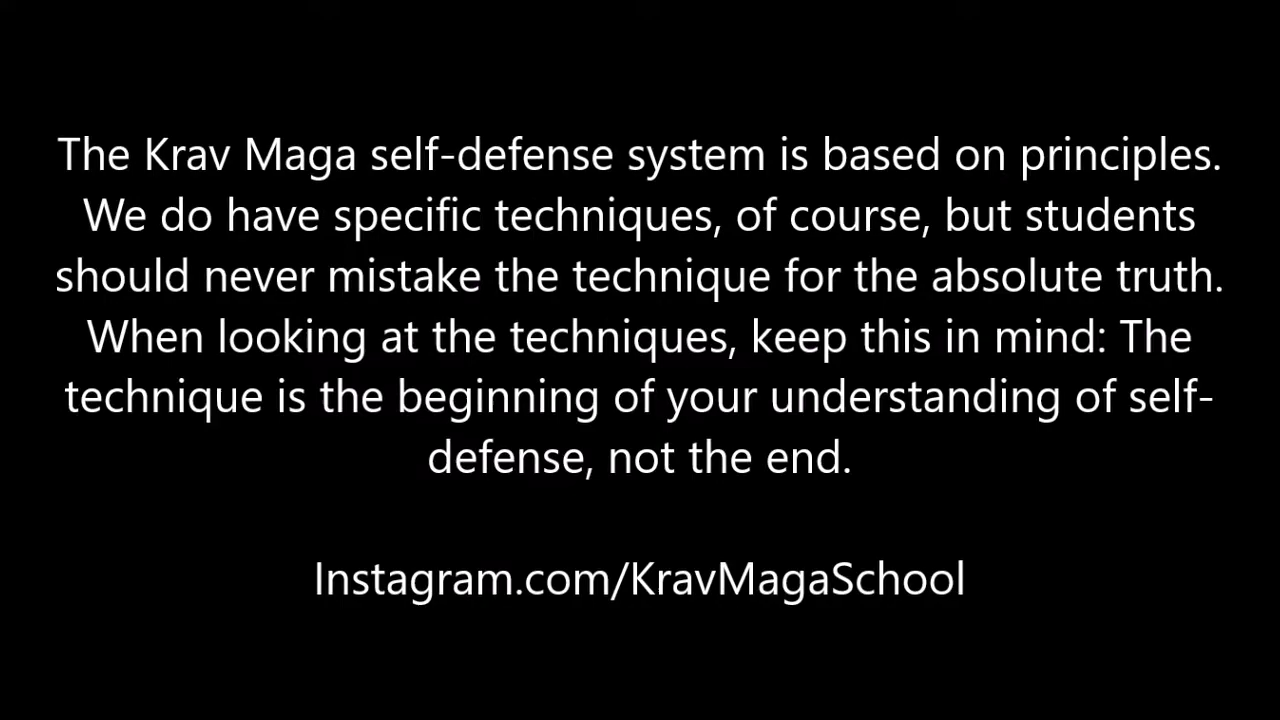 The Krav Maga self-defense system is based on principles.
We do have specific techniques, of course, but students
should never mistake the technique for the absolute truth.
When looking at the techniques, keep this in mind: The
technique is the beginning of your understanding of self-
defense, not the end.
Instagram.com/KravMagaSchool